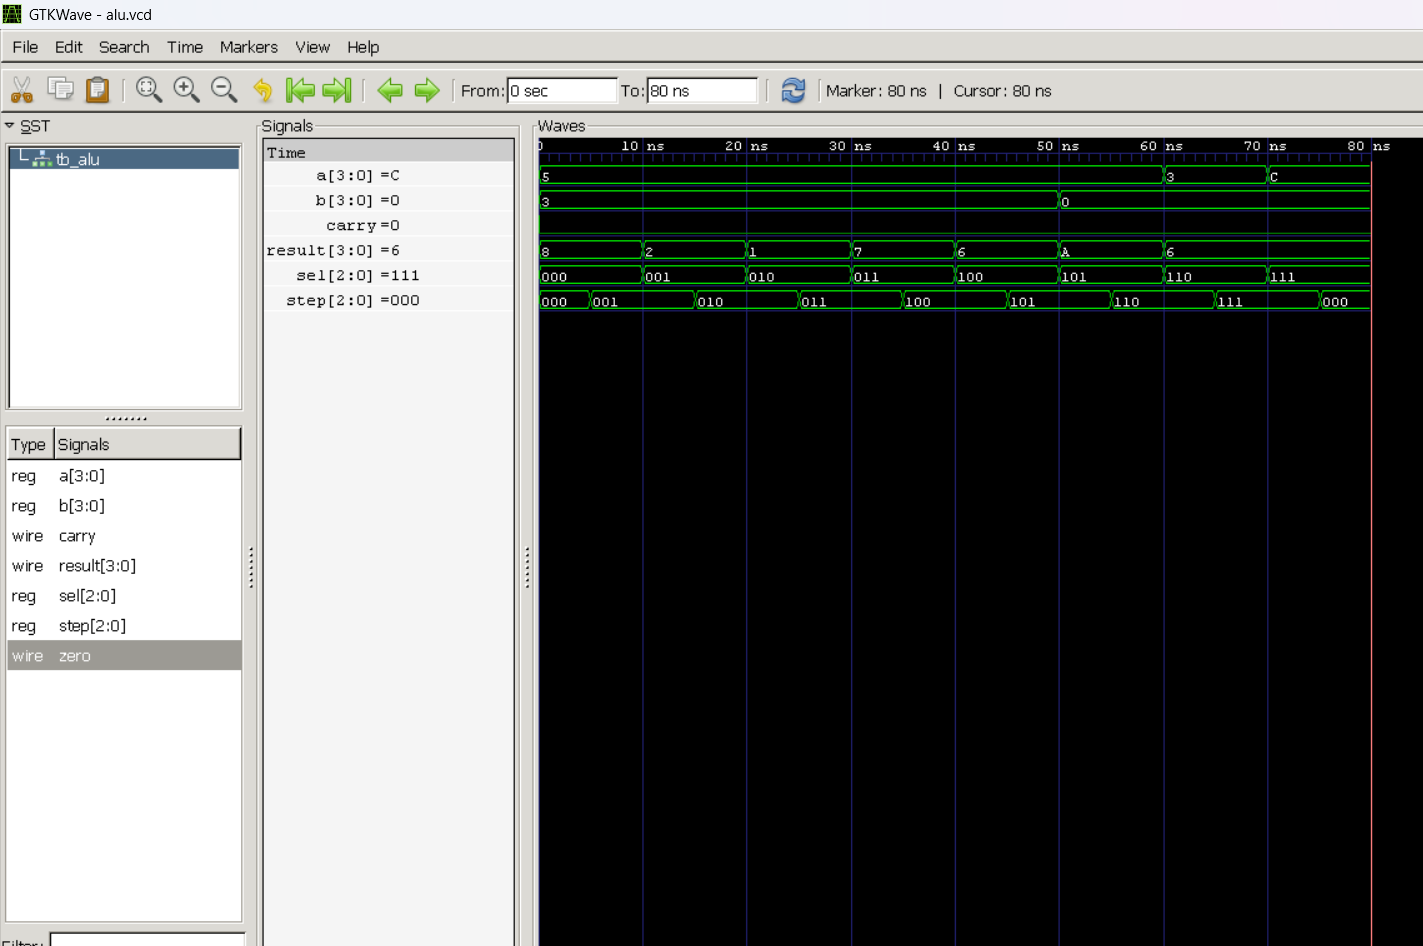 GTKWave - alu.vcd
File Edit Search Time Markers View Help
From: 0 sec To: 80 ns Marker: 80 ns | Cursor: 80 ns
SST
tb_alu
Type Signals
reg a[3:0]
reg b[3:0]
wire carry
wire result[3:0]
reg sel[2:0]
reg step[2:0]
wire zero
Signals
Time
a[3:0] =C
b[3:0] =0
carry =0
result[3:0] =6
sel[2:0] =111
step[2:0] =000
Waves
0 10 ns 20 ns 30 ns 40 ns 50 ns 60 ns 70 ns 80 ns
5 3 C
3 0
8 2 1 7 6 A 6
000 001 010 011 100 101 110 111
000 001 010 011 100 101 110 111 000